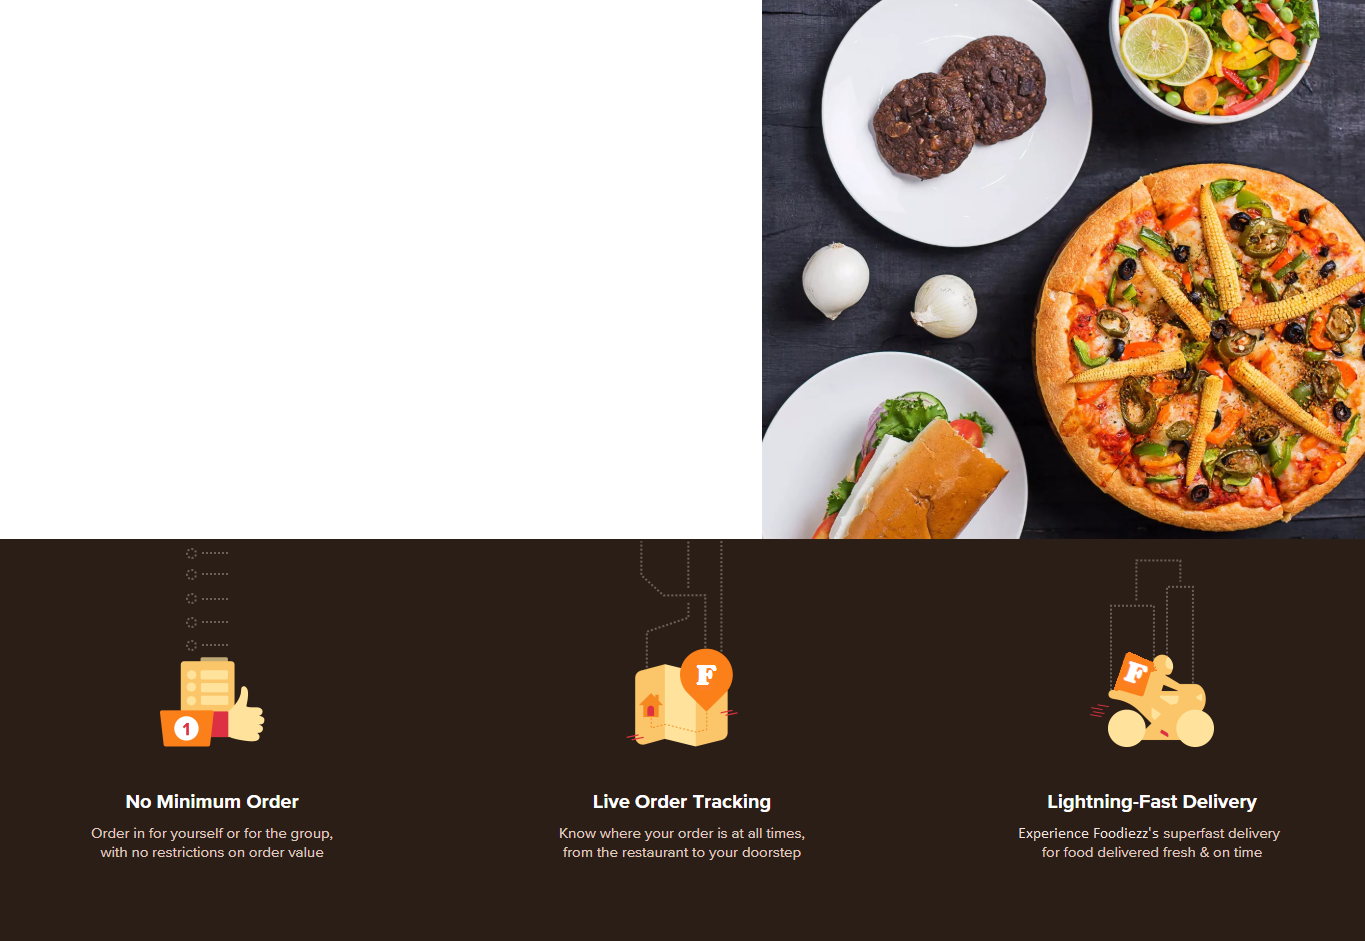 1
F
F
No Minimum Order
Order in for yourself or for the group,
with no restrictions on order value
Live Order Tracking
Know where your order is at all times,
from the restaurant to your doorstep
Lightning-Fast Delivery
Experience Foodiezz's superfast delivery
for food delivered fresh & on time